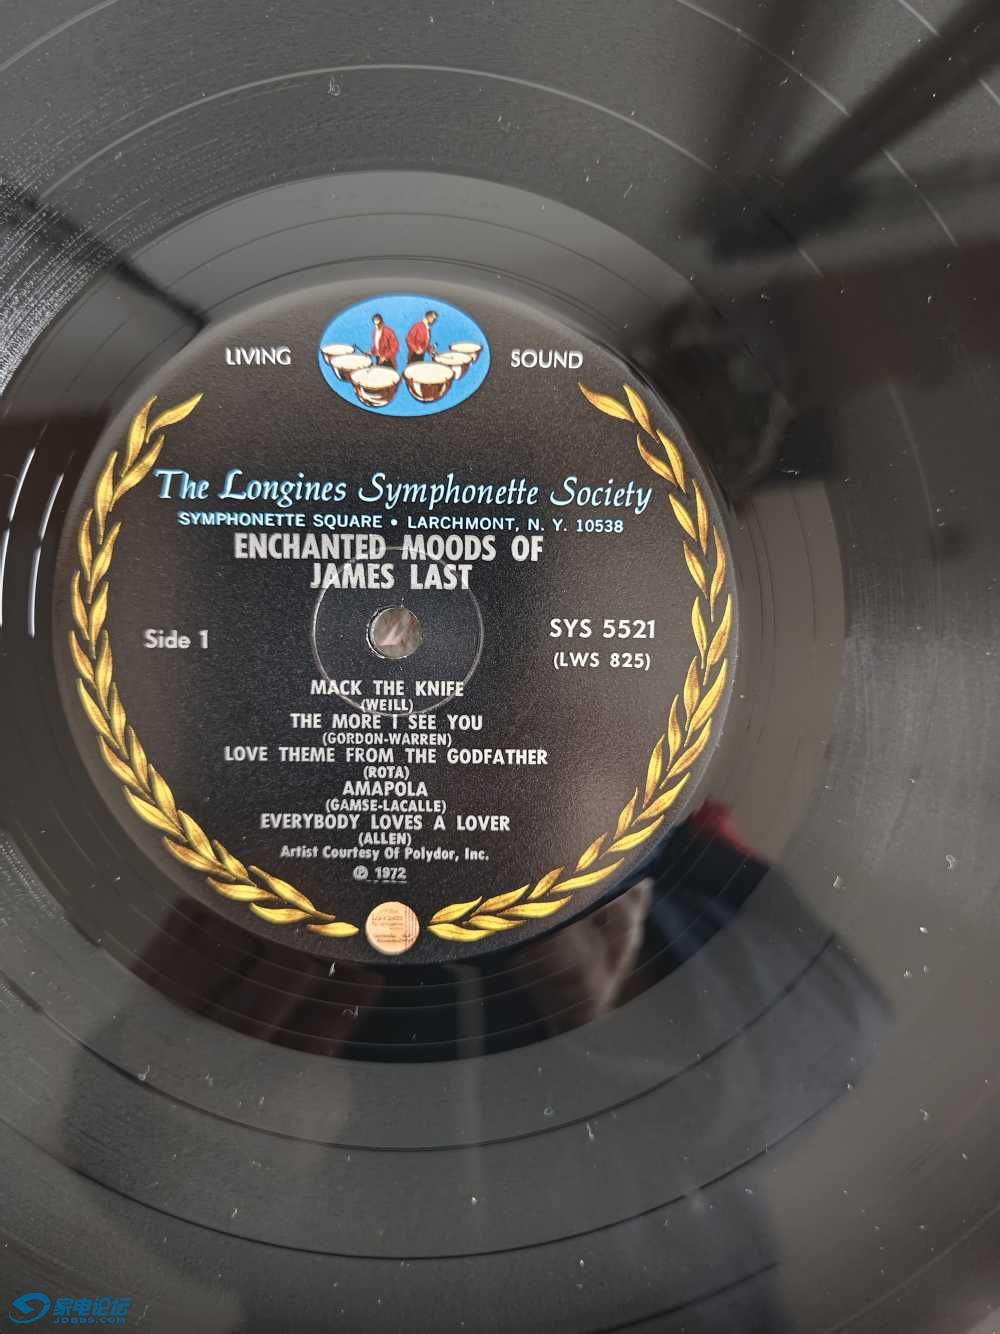 LIVING SOUND
The Longines Symphonette Society
SYMPHONETTE SQUARE • LARCHMONT, N. Y. 10538
ENCHANTED MOODS OF
JAMES LAST
Side 1
SYS 5521
(LWS 825)
MACK THE KNIFE
(WEILL)
THE MORE I SEE YOU
(GORDON-WARREN)
LOVE THEME FROM THE GODFATHER
(ROTA)
AMAPOLA
(GAMSE-LACALLE)
EVERYBODY LOVES A LOVER
(ALLEN)
Artist Courtesy Of Polydor, Inc.
℗ 1972
家电论坛
JDBBS.COM